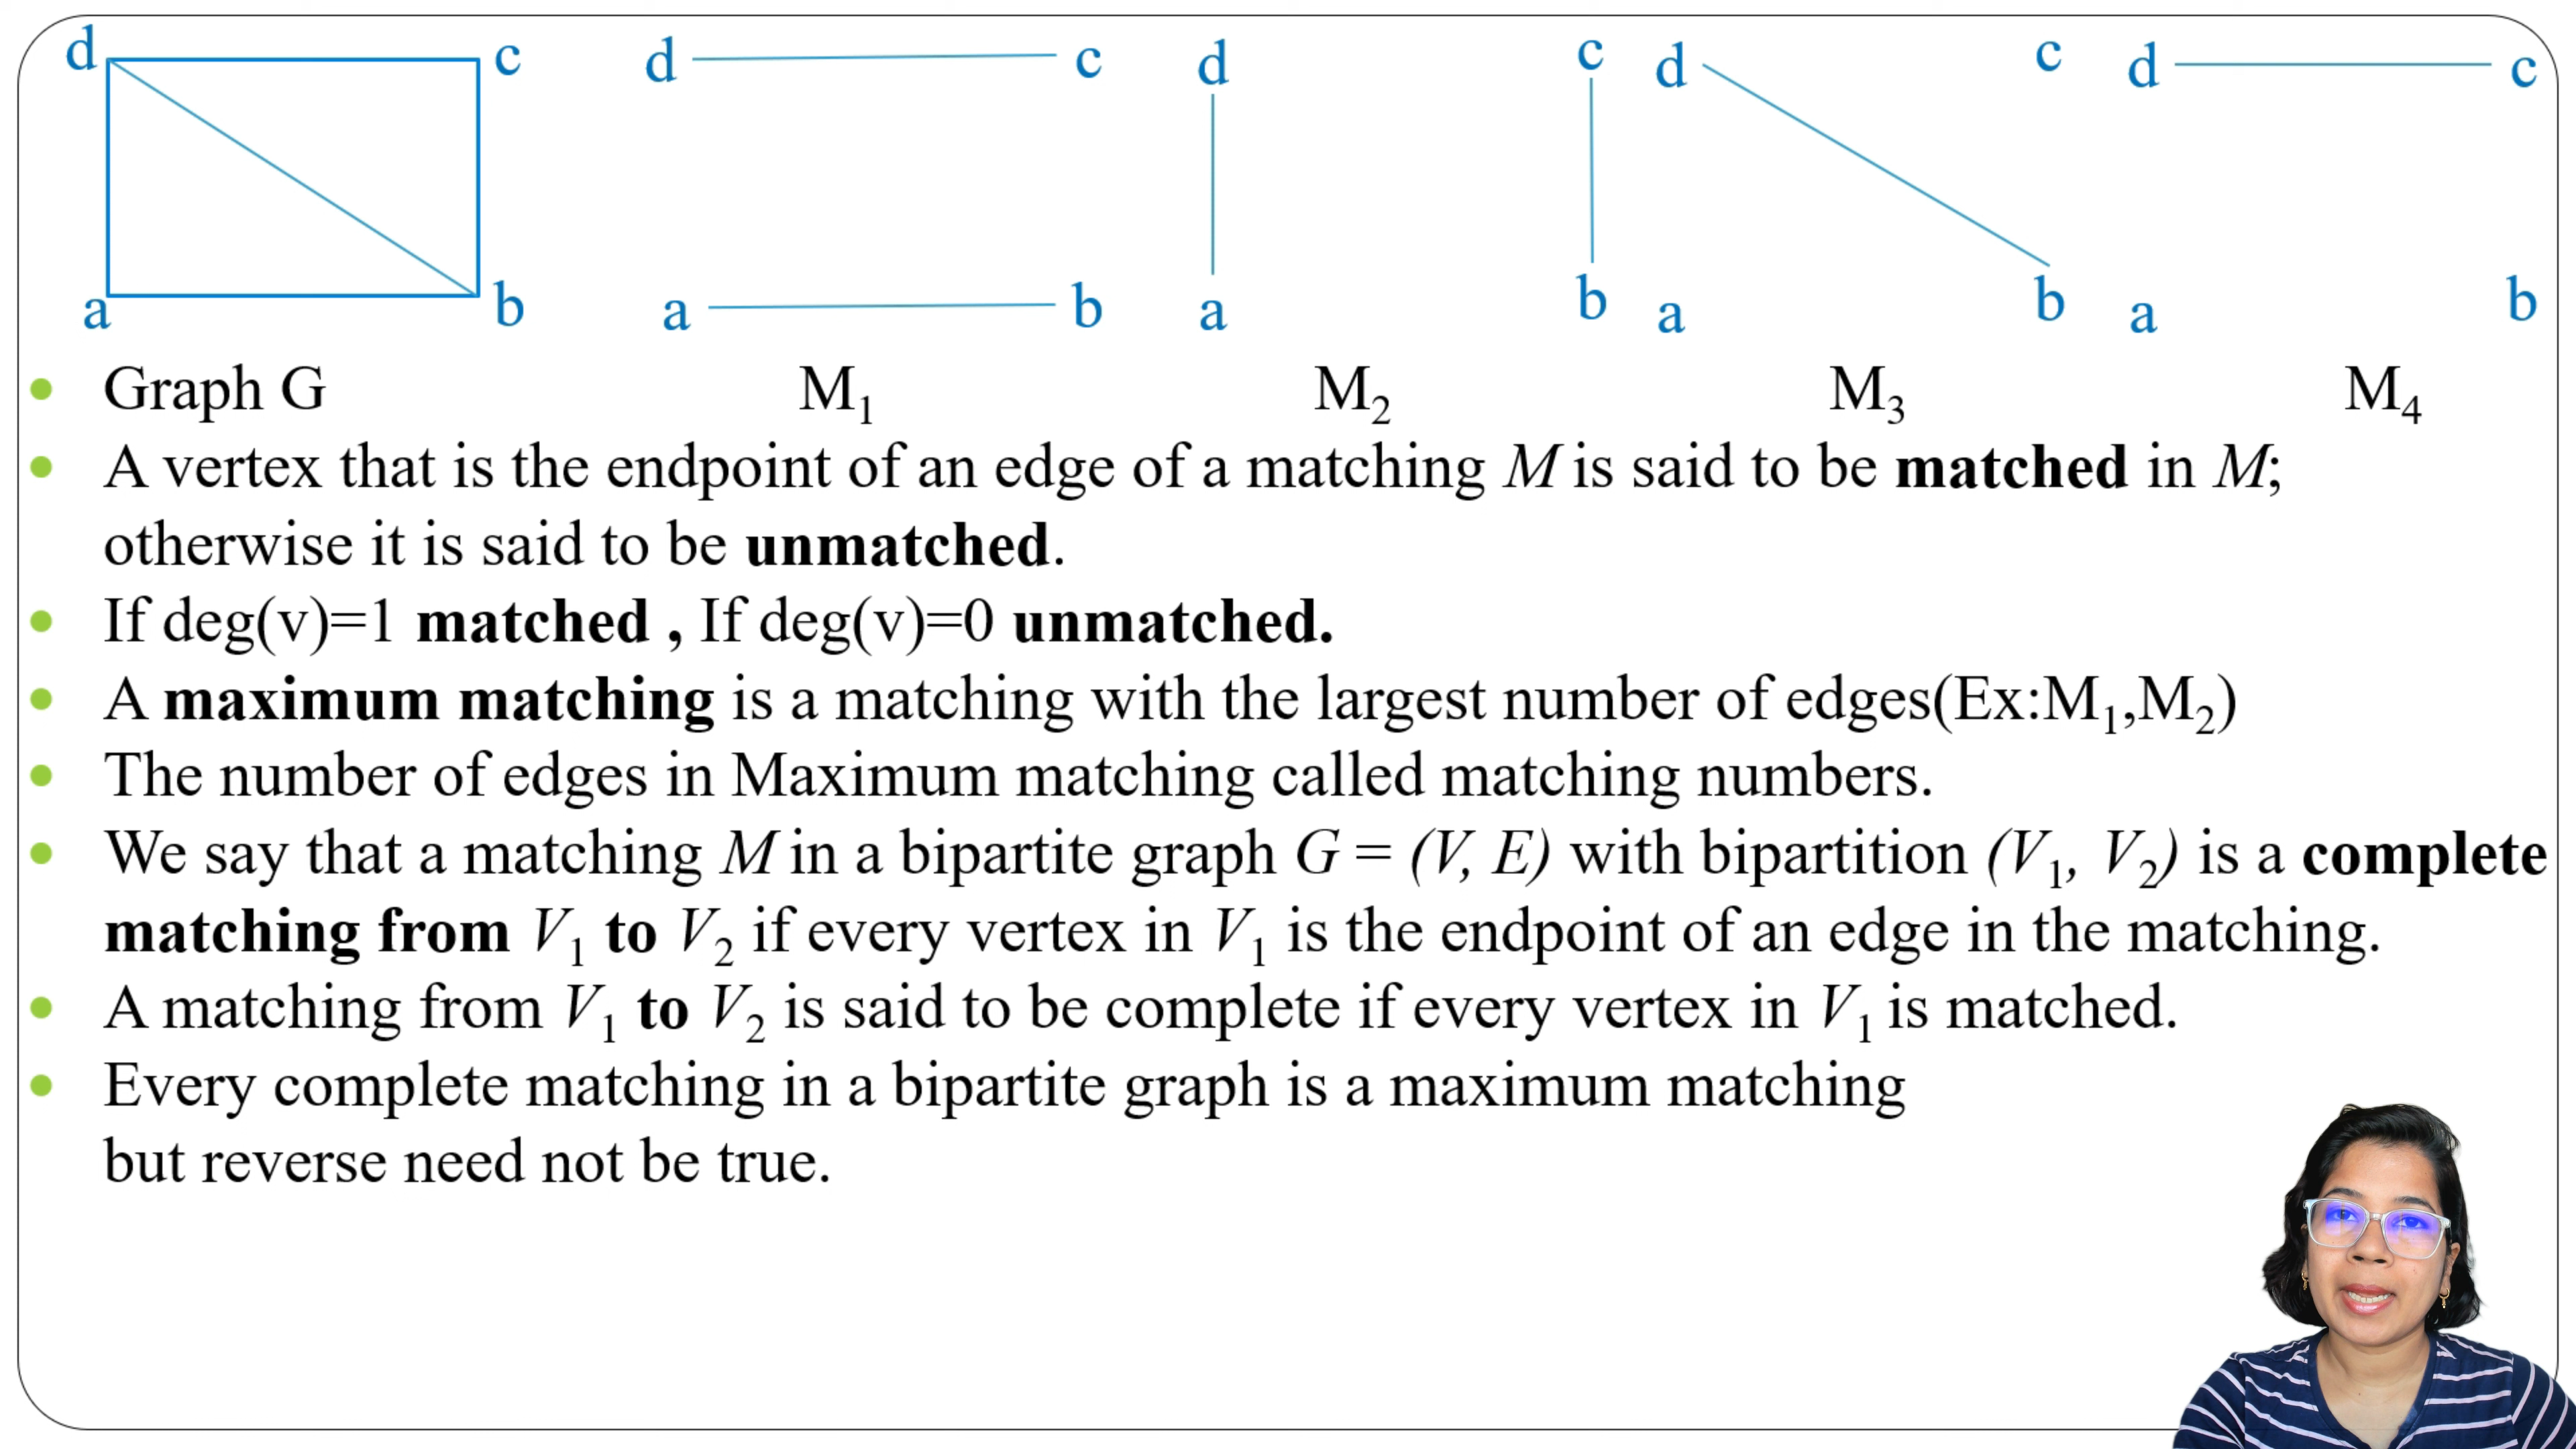 d c d c d c d c d c
a b a b a b a b a b
Graph G M₁ M₂ M₃ M₄
A vertex that is the endpoint of an edge of a matching M is said to be matched in M;
otherwise it is said to be unmatched.
If deg(v)=1 matched , If deg(v)=0 unmatched.
A maximum matching is a matching with the largest number of edges(Ex:M₁,M₂)
The number of edges in Maximum matching called matching numbers.
We say that a matching M in a bipartite graph G = (V, E) with bipartition (V₁, V₂) is a complete
matching from V₁ to V₂ if every vertex in V₁ is the endpoint of an edge in the matching.
A matching from V₁ to V₂ is said to be complete if every vertex in V₁ is matched.
Every complete matching in a bipartite graph is a maximum matching
but reverse need not be true.